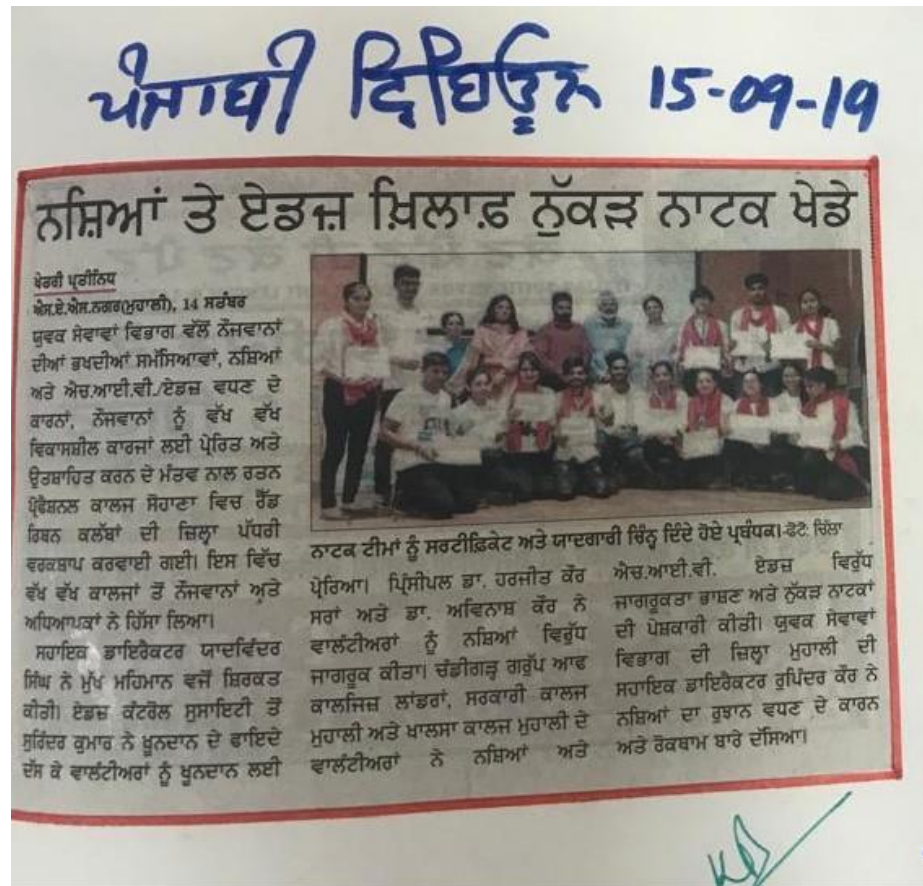 ਪੰਜਾਬੀ ਟ੍ਰਿਬਿਊਨ 15-09-19
ਨਸ਼ਿਆਂ ਤੇ ਏਡਜ਼ ਖ਼ਿਲਾਫ਼ ਨੁੱਕੜ ਨਾਟਕ ਖੇਡੇ
ਖੇਤਰੀ ਪ੍ਰਤੀਨਿਧ
ਐਸ.ਏ.ਐਸ.ਨਗਰ(ਮੁਹਾਲੀ), 14 ਸਤੰਬਰ
ਯੁਵਕ ਸੇਵਾਵਾਂ ਵਿਭਾਗ ਵੱਲੋਂ ਨੌਜਵਾਨਾਂ
ਦੀਆਂ ਭਖਦੀਆਂ ਸਮੱਸਿਆਵਾਂ, ਨਸ਼ਿਆਂ
ਅਤੇ ਐਚ.ਆਈ.ਵੀ./ਏਡਜ਼ ਵਧਣ ਦੇ
ਕਾਰਨਾਂ, ਨੌਜਵਾਨਾਂ ਨੂੰ ਵੱਖ ਵੱਖ
ਵਿਕਾਸਸ਼ੀਲ ਕਾਰਜਾਂ ਲਈ ਪ੍ਰੇਰਿਤ ਅਤੇ
ਉਤਸ਼ਾਹਿਤ ਕਰਨ ਦੇ ਮੰਤਵ ਨਾਲ ਰਤਨ
ਪ੍ਰੋਫੈਸ਼ਨਲ ਕਾਲਜ ਸੋਹਾਣਾ ਵਿਚ ਰੈੱਡ
ਰਿਬਨ ਕਲੱਬਾਂ ਦੀ ਜ਼ਿਲ੍ਹਾ ਪੱਧਰੀ
ਵਰਕਸ਼ਾਪ ਕਰਵਾਈ ਗਈ। ਇਸ ਵਿੱਚ
ਵੱਖ ਵੱਖ ਕਾਲਜਾਂ ਤੋਂ ਨੌਜਵਾਨਾਂ ਅਤੇ
ਅਧਿਆਪਕਾਂ ਨੇ ਹਿੱਸਾ ਲਿਆ।
ਸਹਾਇਕ ਡਾਇਰੈਕਟਰ ਯਾਦਵਿੰਦਰ
ਸਿੰਘ ਨੇ ਮੁੱਖ ਮਹਿਮਾਨ ਵਜੋਂ ਸ਼ਿਰਕਤ
ਕੀਤੀ। ਏਡਜ਼ ਕੰਟਰੋਲ ਸੁਸਾਇਟੀ ਤੋਂ
ਸੁਰਿੰਦਰ ਕੁਮਾਰ ਨੇ ਖੂਨਦਾਨ ਦੇ ਫਾਇਦੇ
ਦੱਸ ਕੇ ਵਾਲੰਟੀਅਰਾਂ ਨੂੰ ਖੂਨਦਾਨ ਲਈ
ਨਾਟਕ ਟੀਮਾਂ ਨੂੰ ਸਰਟੀਫ਼ਿਕੇਟ ਅਤੇ ਯਾਦਗਾਰੀ ਚਿੰਨ੍ਹ ਦਿੰਦੇ ਹੋਏ ਪ੍ਰਬੰਧਕ।-ਫੋਟੋ: ਚਿੱਲਾ
ਪ੍ਰੇਰਿਆ। ਪ੍ਰਿੰਸੀਪਲ ਡਾ. ਹਰਜੀਤ ਕੌਰ
ਸਰਾਂ ਅਤੇ ਡਾ. ਅਵਿਨਾਸ਼ ਕੌਰ ਨੇ
ਵਾਲੰਟੀਅਰਾਂ ਨੂੰ ਨਸ਼ਿਆਂ ਵਿਰੁੱਧ
ਜਾਗਰੂਕ ਕੀਤਾ। ਚੰਡੀਗੜ੍ਹ ਗਰੁੱਪ ਆਫ
ਕਾਲਜਿਜ਼ ਲਾਂਡਰਾਂ, ਸਰਕਾਰੀ ਕਾਲਜ
ਮੁਹਾਲੀ ਅਤੇ ਖਾਲਸਾ ਕਾਲਜ ਮੁਹਾਲੀ ਦੇ
ਵਾਲੰਟੀਅਰਾਂ ਨੇ ਨਸ਼ਿਆਂ ਅਤੇ
ਐਚ.ਆਈ.ਵੀ. ਏਡਜ਼ ਵਿਰੁੱਧ
ਜਾਗਰੂਕਤਾ ਭਾਸ਼ਣ ਅਤੇ ਨੁੱਕੜ ਨਾਟਕਾਂ
ਦੀ ਪੇਸ਼ਕਾਰੀ ਕੀਤੀ। ਯੁਵਕ ਸੇਵਾਵਾਂ
ਵਿਭਾਗ ਦੀ ਜ਼ਿਲ੍ਹਾ ਮੁਹਾਲੀ ਦੀ
ਸਹਾਇਕ ਡਾਇਰੈਕਟਰ ਰੁਪਿੰਦਰ ਕੌਰ ਨੇ
ਨਸ਼ਿਆਂ ਦਾ ਰੁਝਾਨ ਵਧਣ ਦੇ ਕਾਰਨ
ਅਤੇ ਰੋਕਥਾਮ ਬਾਰੇ ਦੱਸਿਆ।